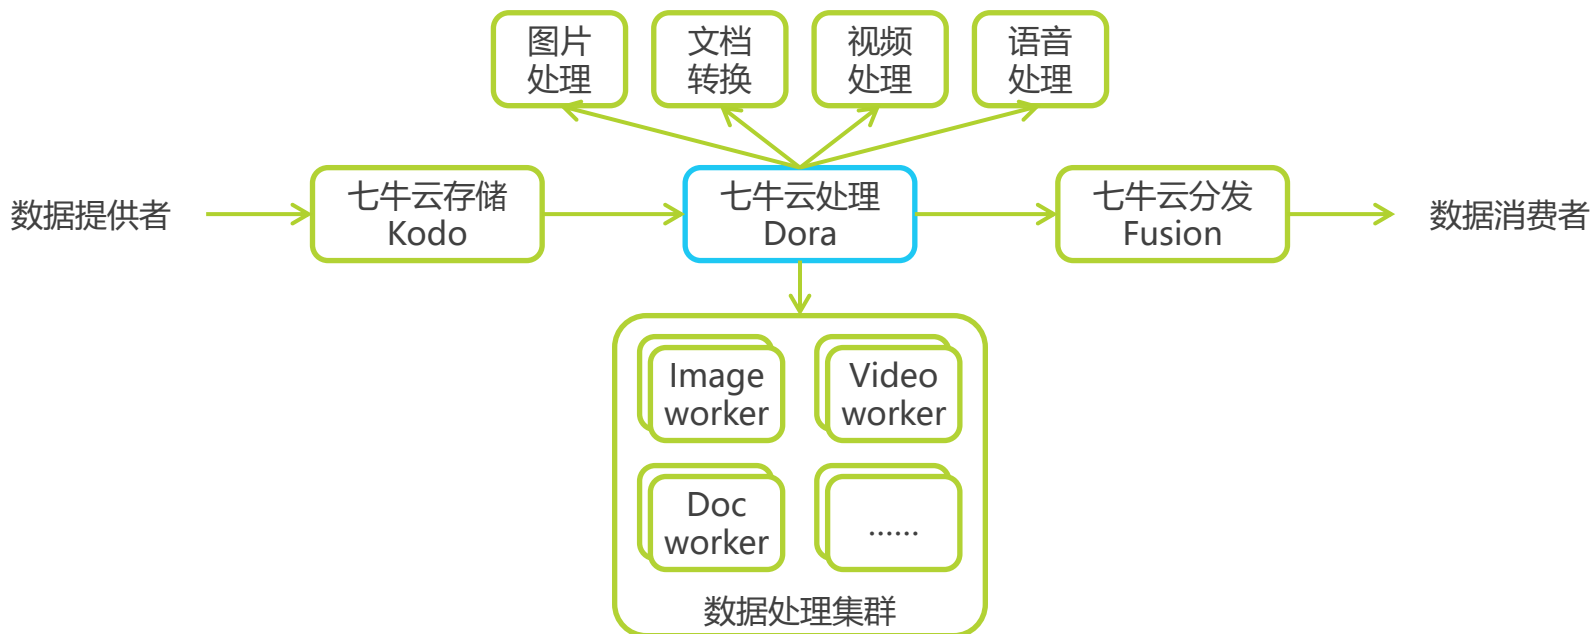 图片
处理
文档
转换
视频
处理
语音
处理
数据提供者
七牛云存储
Kodo
七牛云处理
Dora
七牛云分发
Fusion
数据消费者
Image
worker
Video
worker
Doc
worker
……
数据处理集群